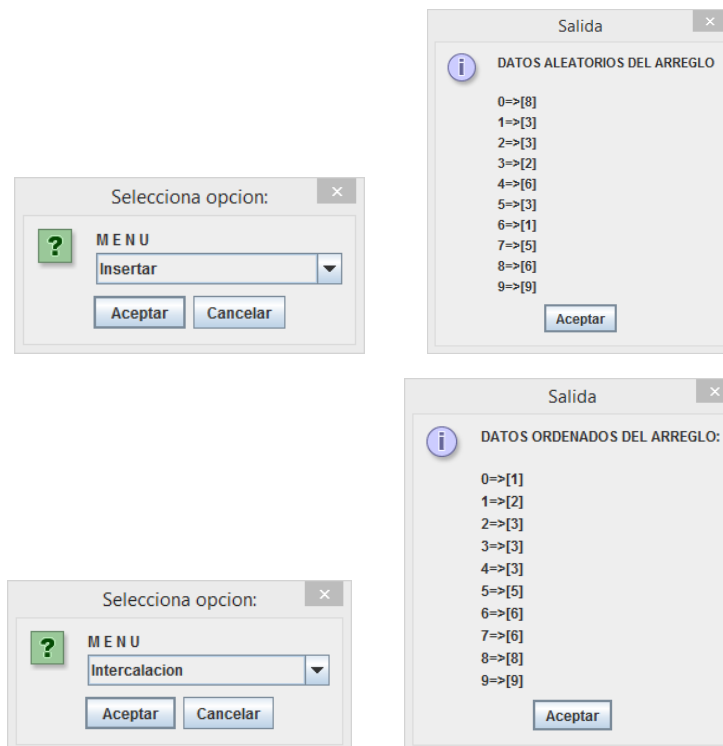 Selecciona opcion:
M E N U
Insertar
Aceptar
Cancelar
Salida
DATOS ALEATORIOS DEL ARREGLO
0=>[8]
1=>[3]
2=>[3]
3=>[2]
4=>[6]
5=>[3]
6=>[1]
7=>[5]
8=>[6]
9=>[9]
Aceptar
Selecciona opcion:
M E N U
Intercalacion
Aceptar
Cancelar
Salida
DATOS ORDENADOS DEL ARREGLO:
0=>[1]
1=>[2]
2=>[3]
3=>[3]
4=>[3]
5=>[5]
6=>[6]
7=>[6]
8=>[8]
9=>[9]
Aceptar